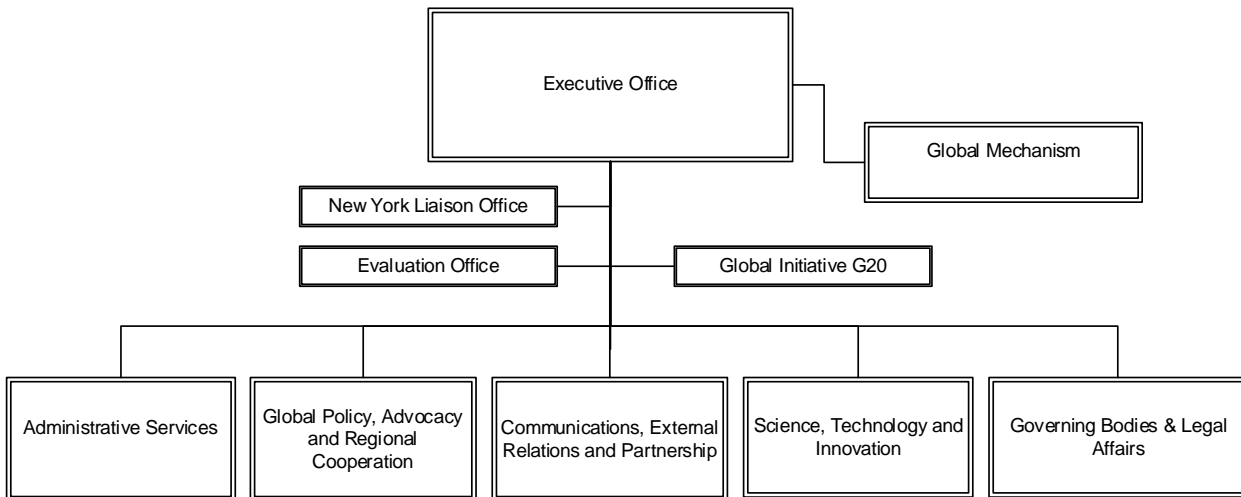 Executive Office
Global Mechanism
New York Liaison Office
Evaluation Office
Global Initiative G20
Administrative Services
Global Policy, Advocacy
and Regional
Cooperation
Communications, External
Relations and Partnership
Science, Technology and
Innovation
Governing Bodies & Legal
Affairs